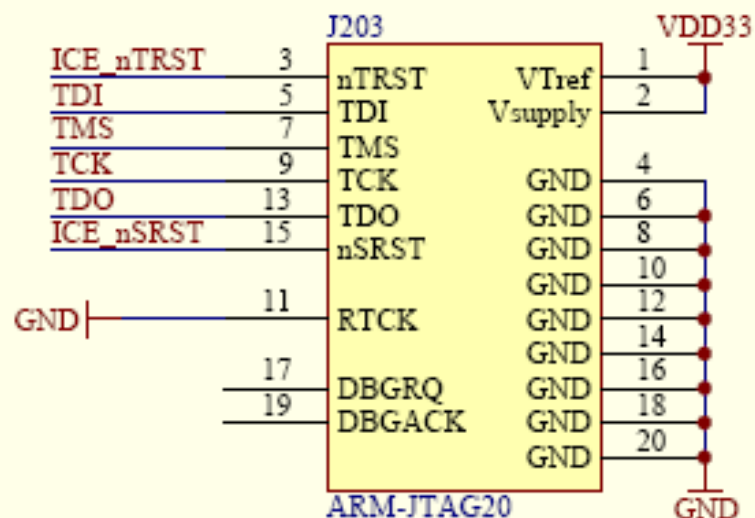 J203
VDD33
ICE_nTRST 3 nTRST VTref 1
TDI 5 TDI Vsupply 2
TMS 7 TMS
TCK 9 TCK GND 4
TDO 13 TDO GND 6
ICE_nSRST 15 nSRST GND 8
GND 10
GND 11 RTCK GND 12
GND 14
17 DBGRQ GND 16
19 DBGACK GND 18
GND 20
ARM-JTAG20
GND